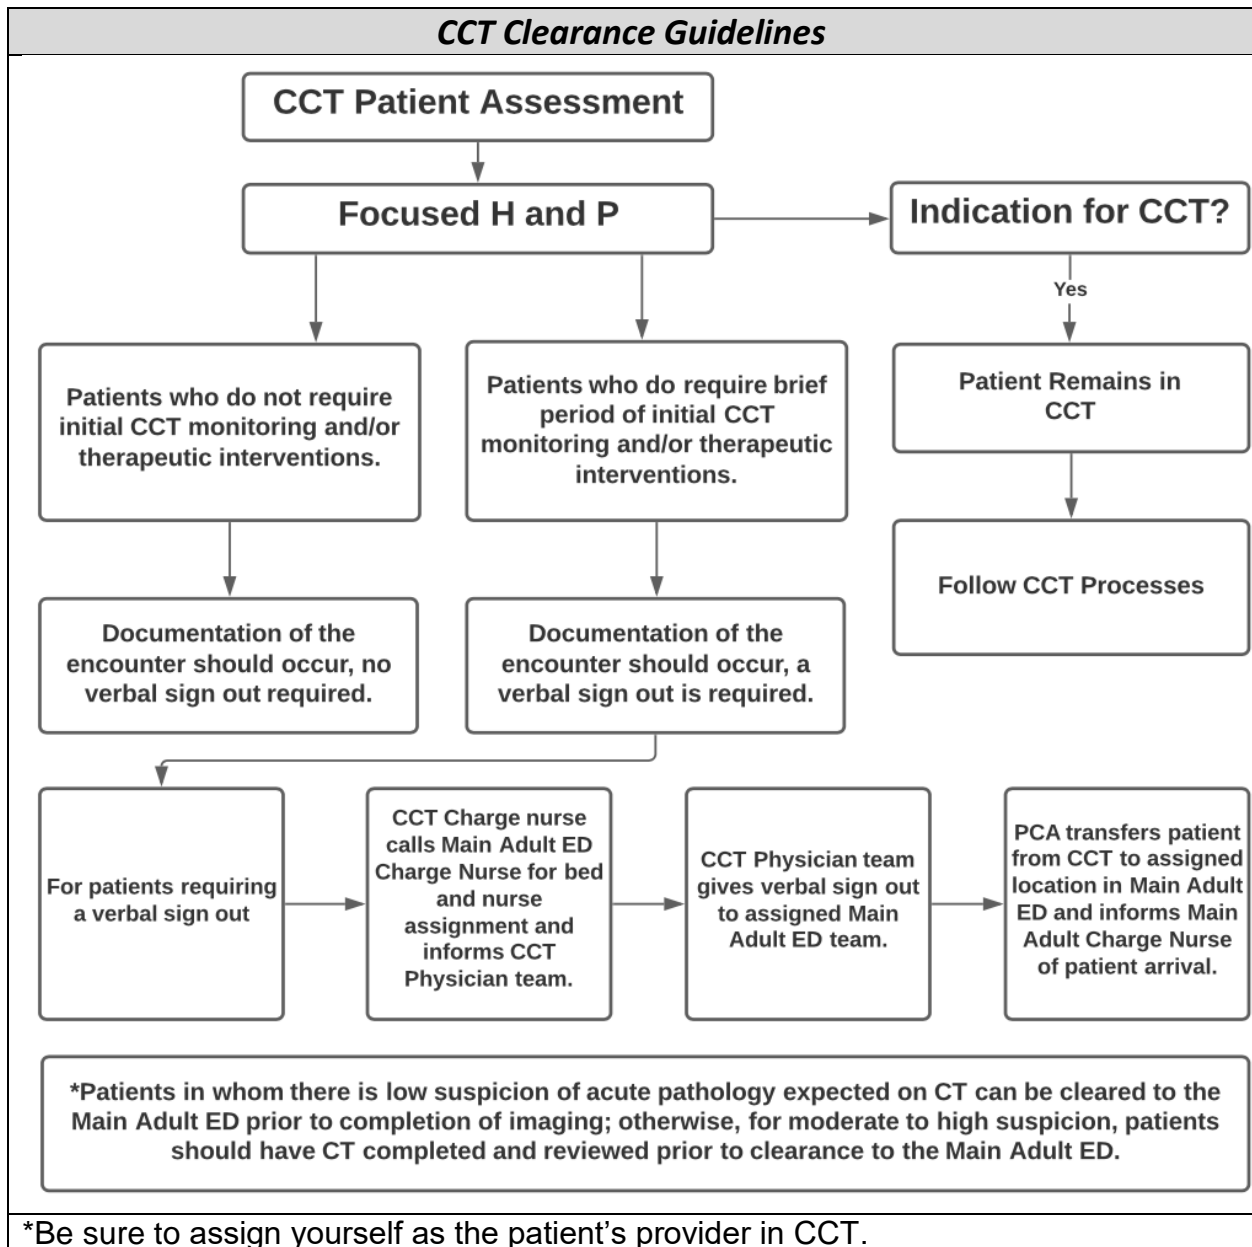 CCT Clearance Guidelines
CCT Patient Assessment
Focused H and P
Indication for CCT?
Yes
Patient Remains in
CCT
Follow CCT Processes
Patients who do not require
initial CCT monitoring and/or
therapeutic interventions.
Patients who do require brief
period of initial CCT
monitoring and/or therapeutic
interventions.
Documentation of the
encounter should occur, no
verbal sign out required.
Documentation of the
encounter should occur, a
verbal sign out is required.
For patients requiring
a verbal sign out
CCT Charge nurse
calls Main Adult ED
Charge Nurse for bed
and nurse
assignment and
informs CCT
Physician team.
CCT Physician team
gives verbal sign out
to assigned Main
Adult ED team.
PCA transfers patient
from CCT to assigned
location in Main Adult
ED and informs Main
Adult Charge Nurse
of patient arrival.
*Patients in whom there is low suspicion of acute pathology expected on CT can be cleared to the
Main Adult ED prior to completion of imaging; otherwise, for moderate to high suspicion, patients
should have CT completed and reviewed prior to clearance to the Main Adult ED.
*Be sure to assign yourself as the patient's provider in CCT.